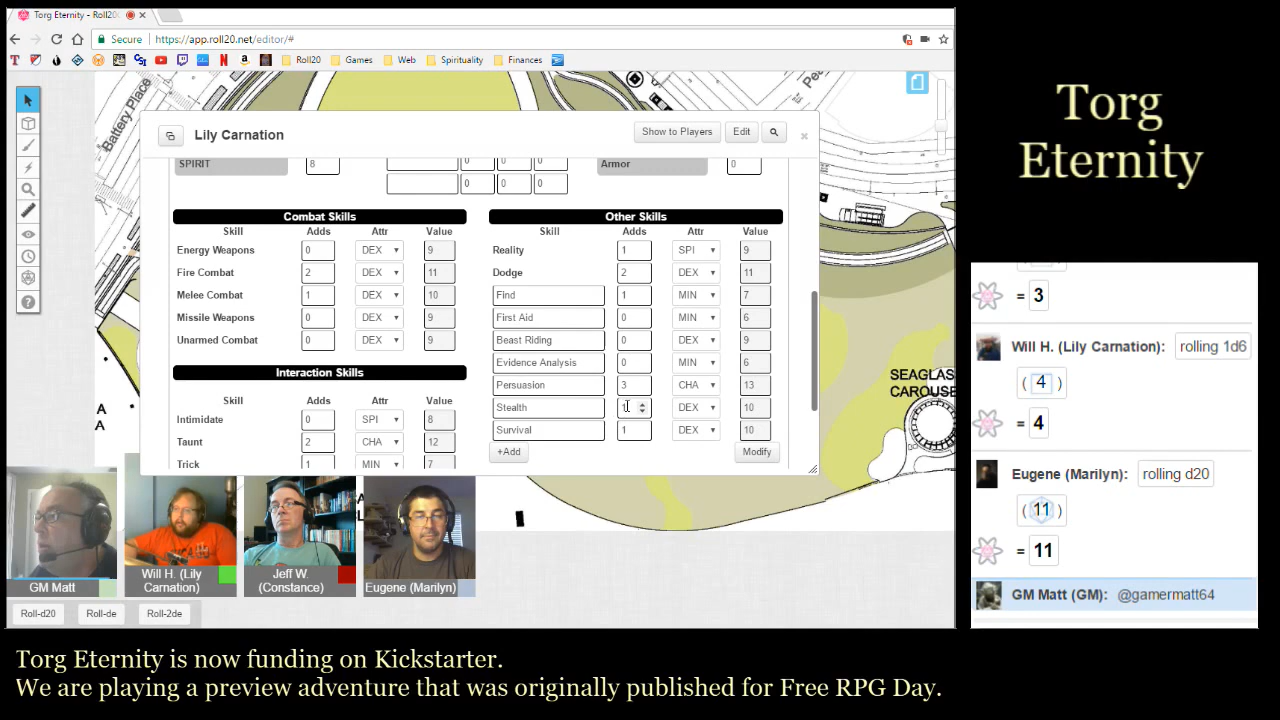 Torg Eternity - Roll20
Secure
https://app.roll20.net/editor/#
Roll20
Games
Web
Spirituality
Finances
Battery Place
Lily Carnation
Show to Players
Edit
SPIRIT
8
0 0 0
0 0 0
Armor
0
Combat Skills
Skill Adds Attr Value
Energy Weapons 0 DEX 9
Fire Combat 2 DEX 11
Melee Combat 1 DEX 10
Missile Weapons 0 DEX 9
Unarmed Combat 0 DEX 9
Interaction Skills
Skill Adds Attr Value
Intimidate 0 SPI 8
Taunt 2 CHA 12
Trick 1 MIN 7
Other Skills
Skill Adds Attr Value
Reality 1 SPI 9
Dodge 2 DEX 11
Find 1 MIN 7
First Aid 0 MIN 6
Beast Riding 0 DEX 9
Evidence Analysis 0 MIN 6
Persuasion 3 CHA 13
Stealth 1 DEX 10
Survival 1 DEX 10
+Add
Modify
A
A
SEAGLASS
CAROUSE
GM Matt
Will H. (Lily
Carnation)
Jeff W.
(Constance)
Eugene (Marilyn)
Roll-d20
Roll-de
Roll-2de
Torg
Eternity
= 3
Will H. (Lily Carnation): rolling 1d6
( 4 )
= 4
Eugene (Marilyn): rolling d20
( 11 )
= 11
GM Matt (GM): @gamermatt64
Torg Eternity is now funding on Kickstarter.
We are playing a preview adventure that was originally published for Free RPG Day.